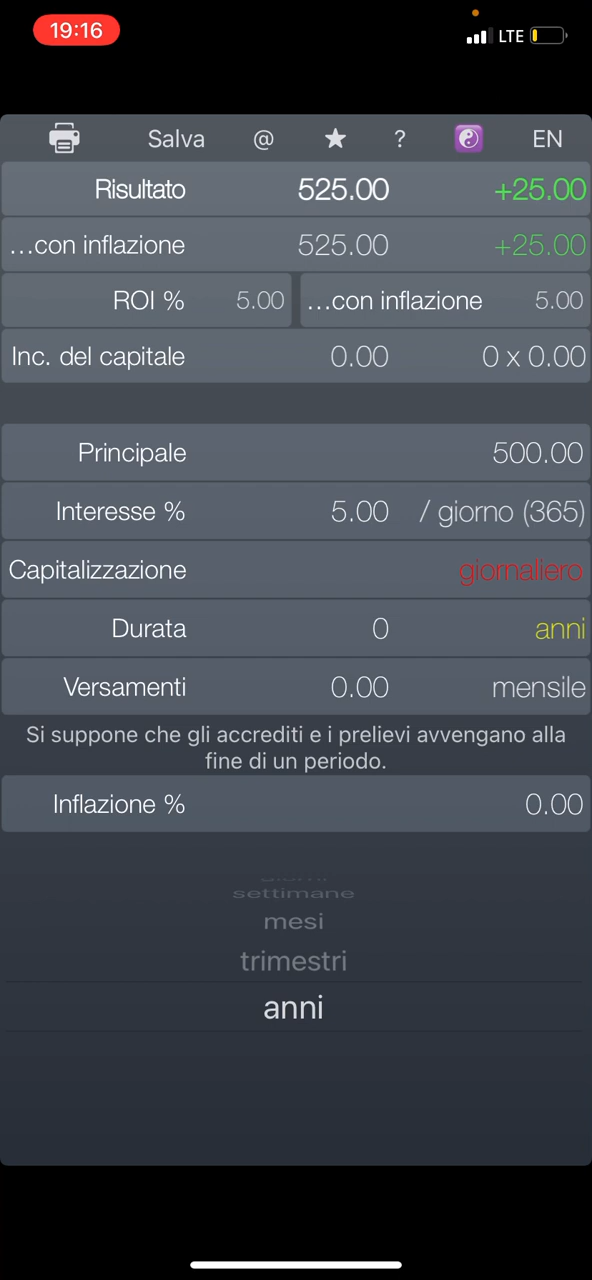 19:16 LTE
Salva @ ? EN
Risultato 525.00 +25.00
...con inflazione 525.00 +25.00
ROI % 5.00 ...con inflazione 5.00
Inc. del capitale 0.00 0 x 0.00
Principale 500.00
Interesse % 5.00 / giorno (365)
Capitalizzazione giornaliero
Durata 0 anni
Versamenti 0.00 mensile
Si suppone che gli accrediti e i prelievi avvengano alla
fine di un periodo.
Inflazione % 0.00
settimane
mesi
trimestri
anni